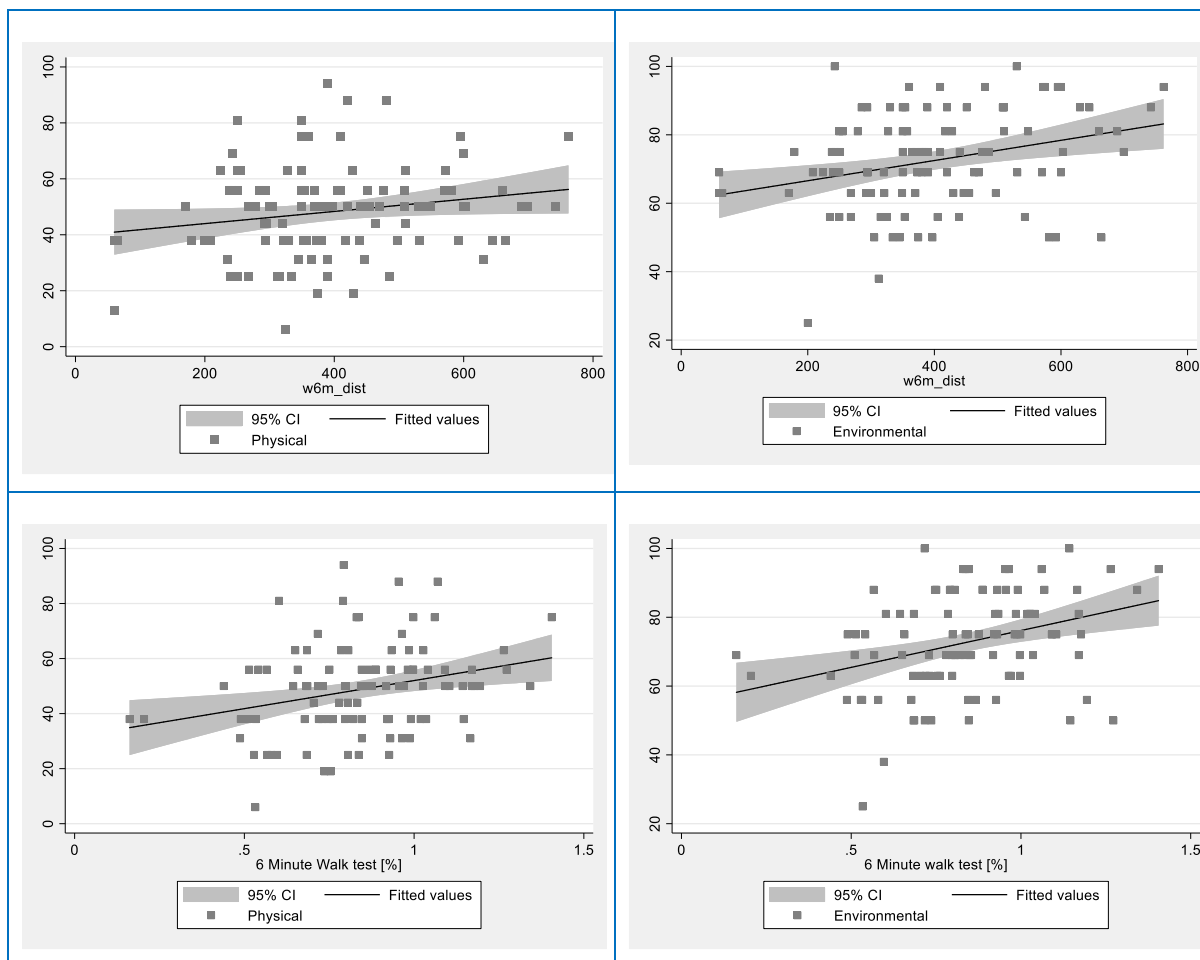 100
80
60
40
20
0
0 200 400 600 800
w6m_dist
95% CI Fitted values
Physical
100
80
60
40
20
0 200 400 600 800
w6m_dist
95% CI Fitted values
Environmental
100
80
60
40
20
0
0 .5 1 1.5
6 Minute Walk test [%]
95% CI Fitted values
Physical
100
80
60
40
20
0 .5 1 1.5
6 Minute walk test [%]
95% CI Fitted values
Environmental